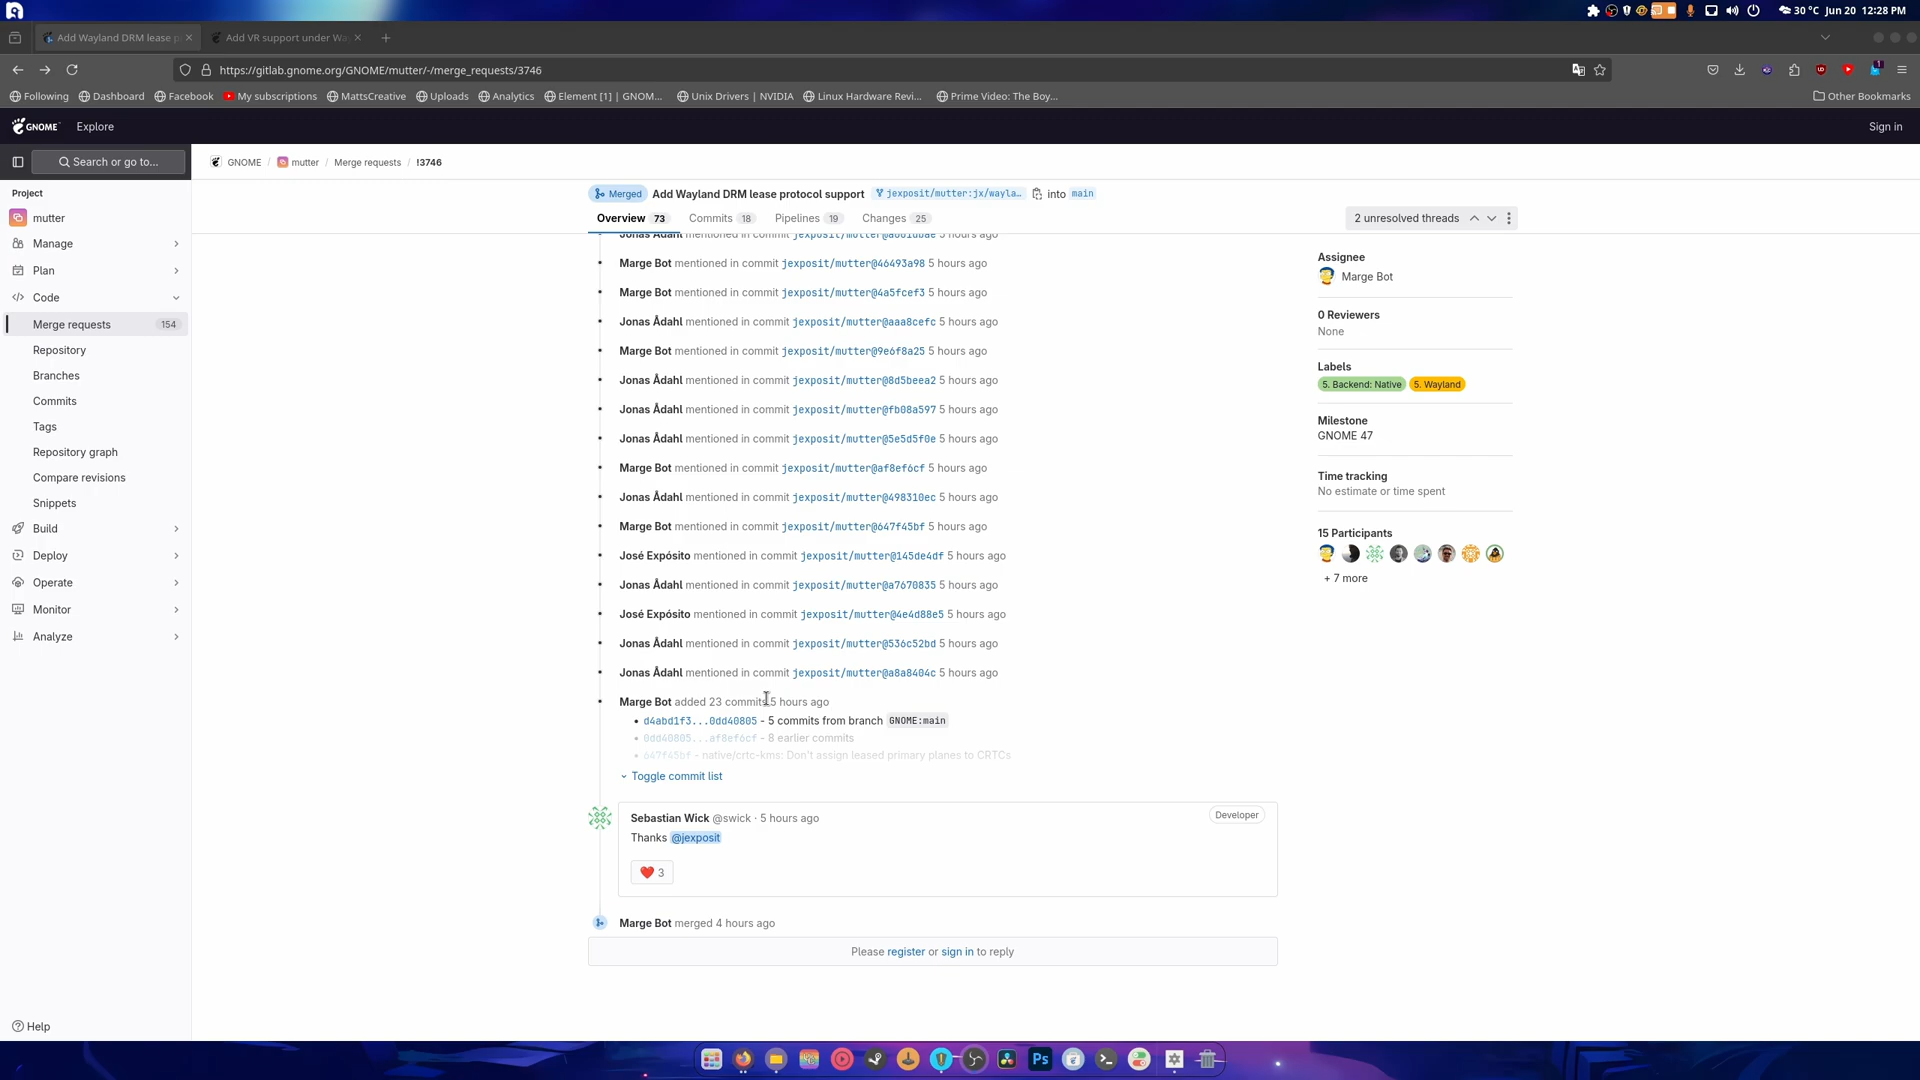 30 °C Jun 20 12:28 PM
Add Wayland DRM lease p
Add VR support under Wa
https://gitlab.gnome.org/GNOME/mutter/-/merge_requests/3746
Following
Dashboard
Facebook
My subscriptions
MattsCreative
Uploads
Analytics
Element [1] | GNOM...
Unix Drivers | NVIDIA
Linux Hardware Revi...
Prime Video: The Boy...
Other Bookmarks
GNOME
Explore
Sign in
Search or go to...
GNOME / mutter / Merge requests / !3746
Project
mutter
Manage
Plan
Code
Merge requests 154
Repository
Branches
Commits
Tags
Repository graph
Compare revisions
Snippets
Build
Deploy
Operate
Monitor
Analyze
Help
Merged Add Wayland DRM lease protocol support jexposit/mutter:jx/wayla… into main
Overview 73 Commits 18 Pipelines 19 Changes 25
2 unresolved threads
Jonas Ådahl mentioned in commit 5 hours ago
Marge Bot mentioned in commit jexposit/mutter@46493a98 5 hours ago
Marge Bot mentioned in commit jexposit/mutter@4a5fcef3 5 hours ago
Jonas Ådahl mentioned in commit jexposit/mutter@aaa8cefc 5 hours ago
Marge Bot mentioned in commit jexposit/mutter@9e6f8a25 5 hours ago
Jonas Ådahl mentioned in commit jexposit/mutter@8d5beea2 5 hours ago
Jonas Ådahl mentioned in commit jexposit/mutter@fb08a597 5 hours ago
Jonas Ådahl mentioned in commit jexposit/mutter@5e5d5f0e 5 hours ago
Marge Bot mentioned in commit jexposit/mutter@af8ef6cf 5 hours ago
Jonas Ådahl mentioned in commit jexposit/mutter@498310ec 5 hours ago
Marge Bot mentioned in commit jexposit/mutter@647f45bf 5 hours ago
José Expósito mentioned in commit jexposit/mutter@145de4df 5 hours ago
Jonas Ådahl mentioned in commit jexposit/mutter@a7670835 5 hours ago
José Expósito mentioned in commit jexposit/mutter@4e4d88e5 5 hours ago
Jonas Ådahl mentioned in commit jexposit/mutter@536c52bd 5 hours ago
Jonas Ådahl mentioned in commit jexposit/mutter@a8a8404c 5 hours ago
Marge Bot added 23 commits 5 hours ago
d4abd1f3...0dd40805 - 5 commits from branch GNOME:main
0dd40805...af8ef6cf - 8 earlier commits
647f45bf - native/crtc-kms: Don't assign leased primary planes to CRTCs
Toggle commit list
Sebastian Wick @swick · 5 hours ago
Developer
Thanks @jexposit
3
Marge Bot merged 4 hours ago
Please register or sign in to reply
Assignee
Marge Bot
0 Reviewers
None
Labels
5. Backend: Native 5. Wayland
Milestone
GNOME 47
Time tracking
No estimate or time spent
15 Participants
+ 7 more
Ps